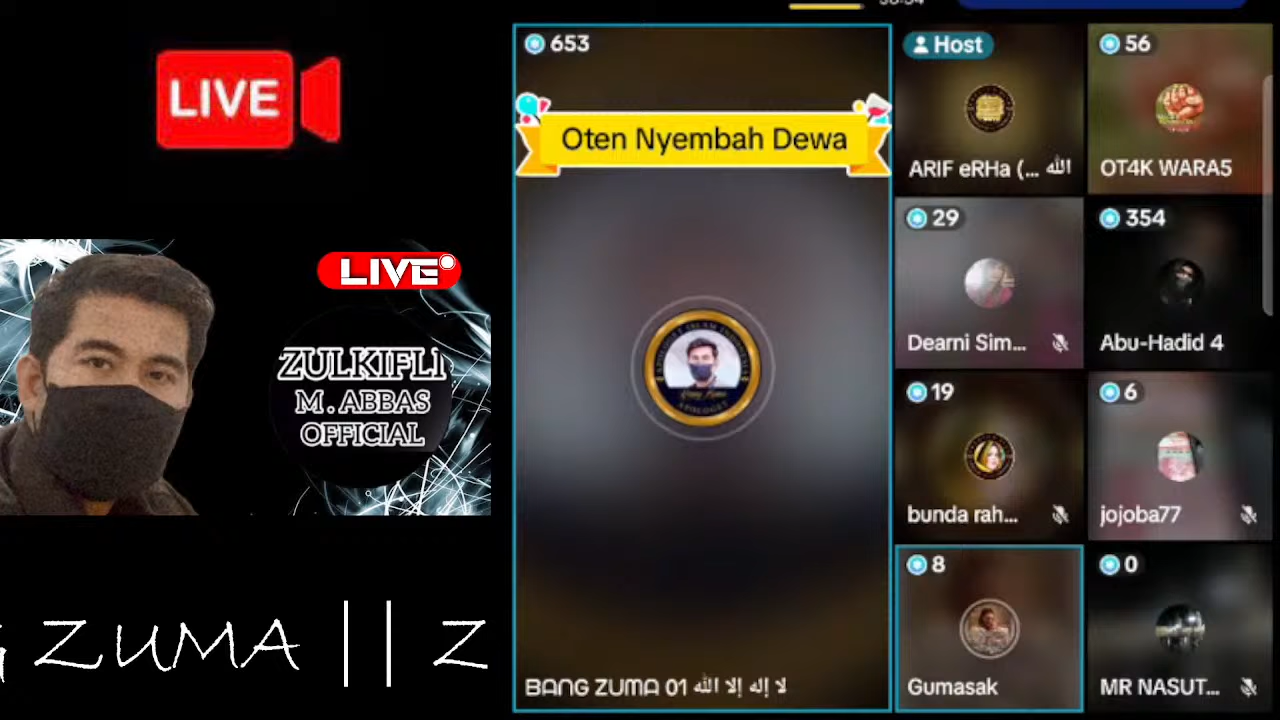 LIVE
LIVE
ZULKIFLI
M. ABBAS
OFFICIAL
ZUMA || Z
653
Oten Nyembah Dewa
BANG ZUMA 01 لا إله إلا الله
Host
ARIF eRHa (... الله
56
OT4K WARA5
29
Dearni Sim...
354
Abu-Hadid 4
19
bunda rah...
6
jojoba77
8
Gumasak
0
MR NASUT...